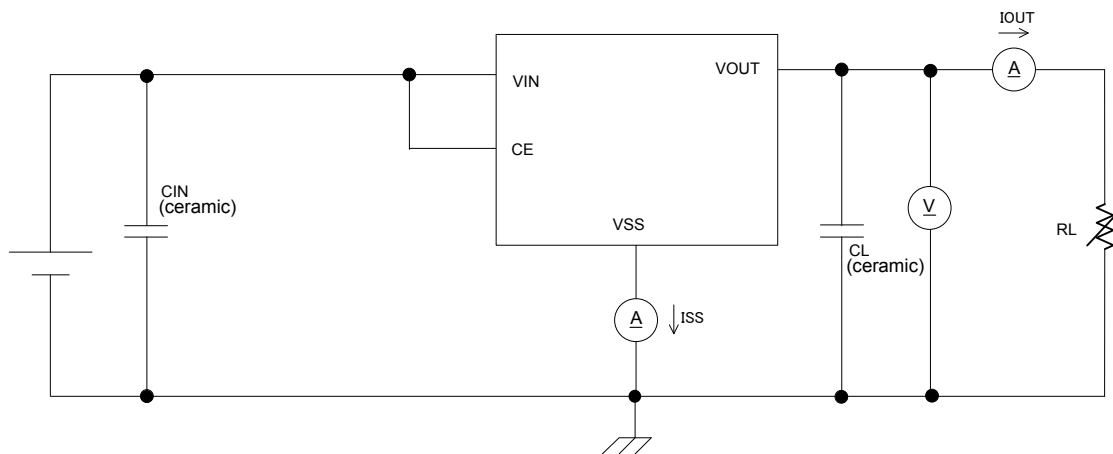 IOUT
A
VIN
VOUT
CE
CIN
(ceramic)
VSS
V
RL
CL
(ceramic)
A
ISS